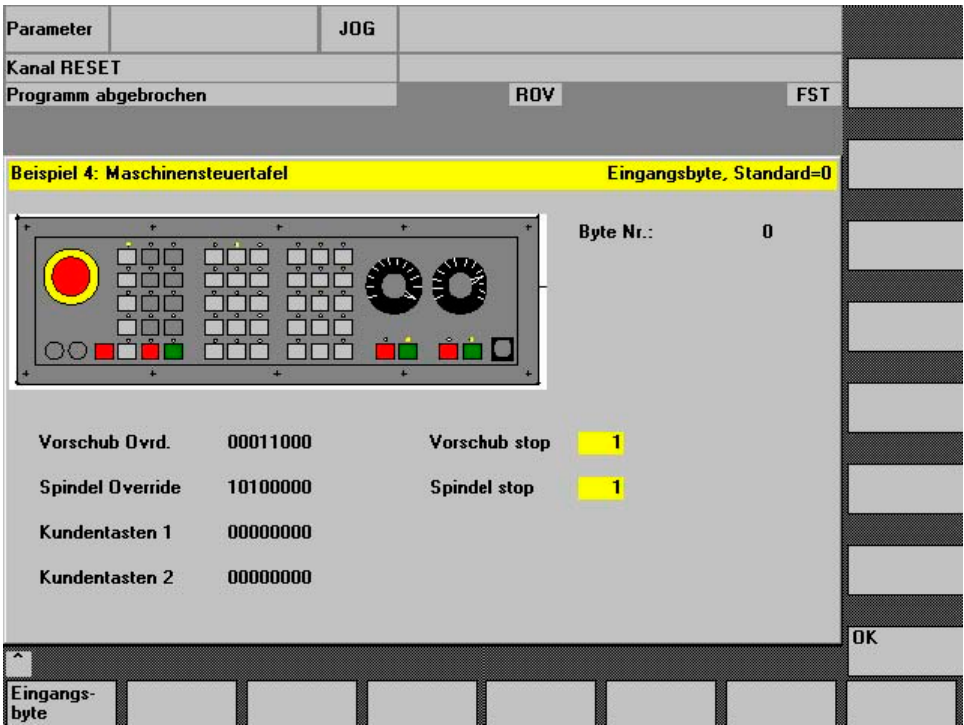 Parameter JOG
Kanal RESET
Programm abgebrochen ROV FST
Beispiel 4: Maschinensteuertafel Eingangsbyte, Standard=0
Byte Nr.: 0
Vorschub Ovrd. 00011000 Vorschub stop 1
Spindel Override 10100000 Spindel stop 1
Kundentasten 1 00000000
Kundentasten 2 00000000
OK
^
Eingangs-
byte